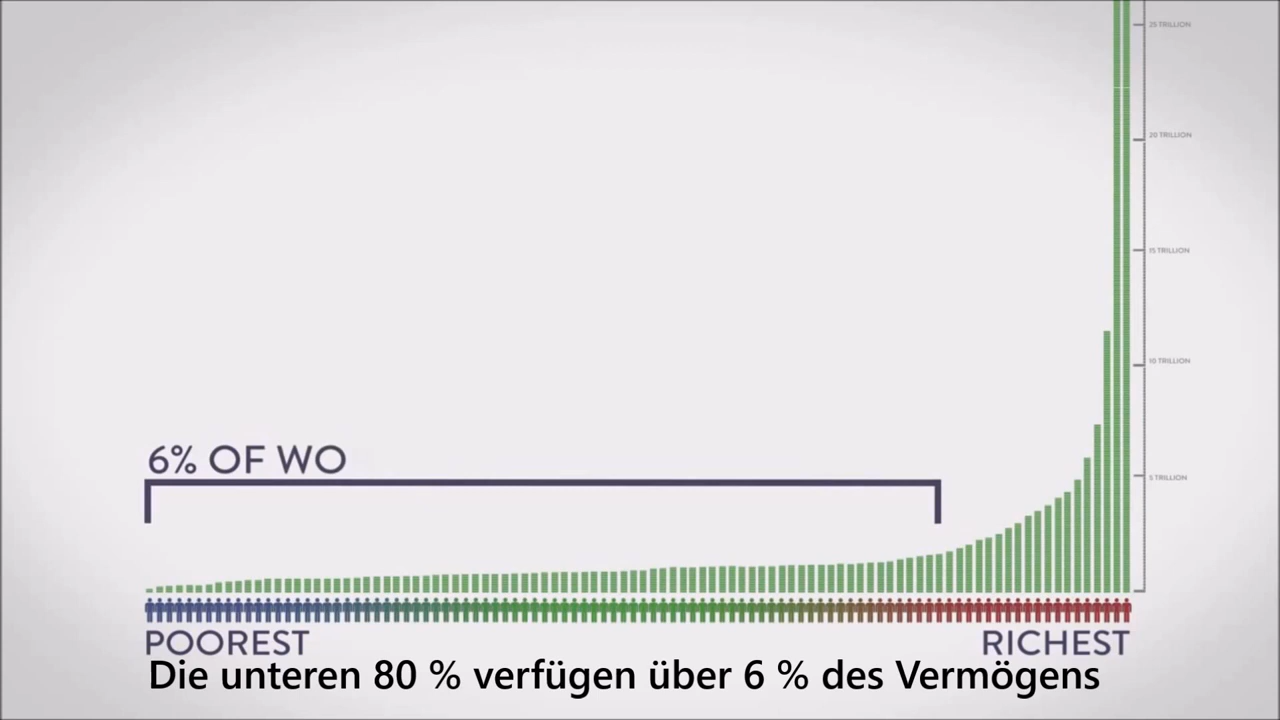 25 TRILLION
20 TRILLION
15 TRILLION
10 TRILLION
6% OF WO
5 TRILLION
POOREST RICHEST
Die unteren 80 % verfügen über 6 % des Vermögens